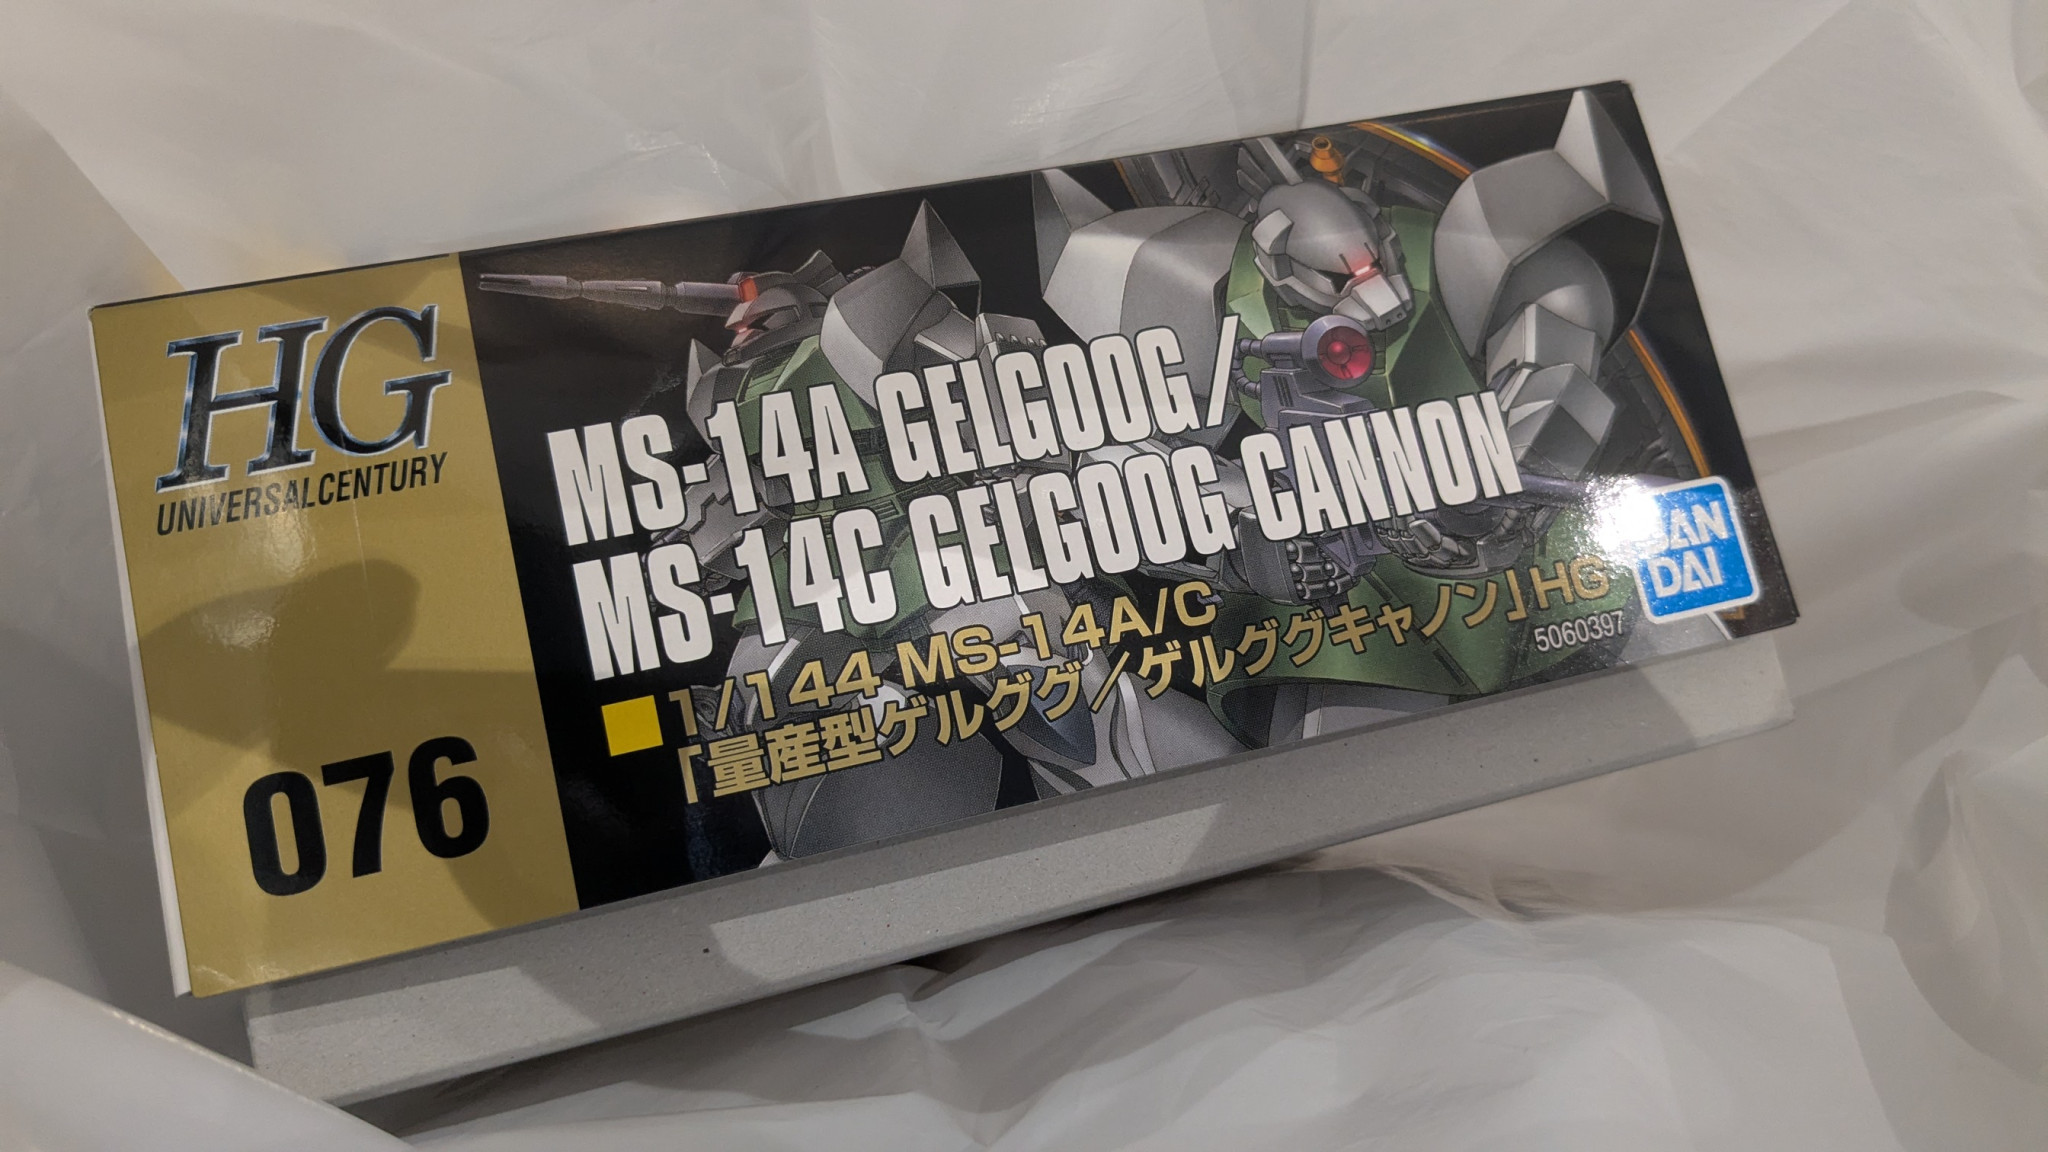 HG
UNIVERSALCENTURY
076
MS-14A GELGOOG/
MS-14C GELGOOG CANNON
1/144 MS-14A/C
「量産型ゲルググ/ゲルググキャノン」HG
5060397
BAN
DAI